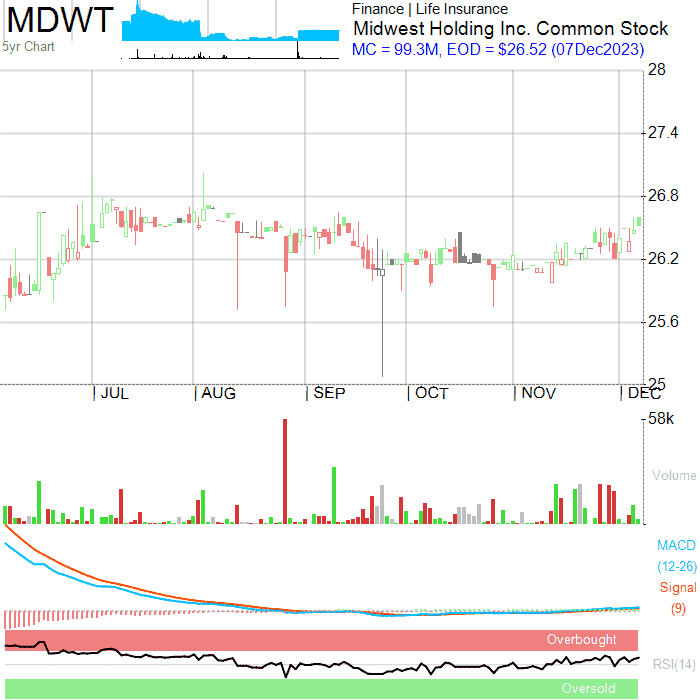 MDWT
5yr Chart
Finance | Life Insurance
Midwest Holding Inc. Common Stock
MC = 99.3M, EOD = $26.52 (07Dec2023)
28
27.4
26.8
26.2
25.6
25
JUL AUG SEP OCT NOV DEC
58k
Volume
MACD
(12-26)
Signal
(9)
Overbought
RSI(14)
Oversold